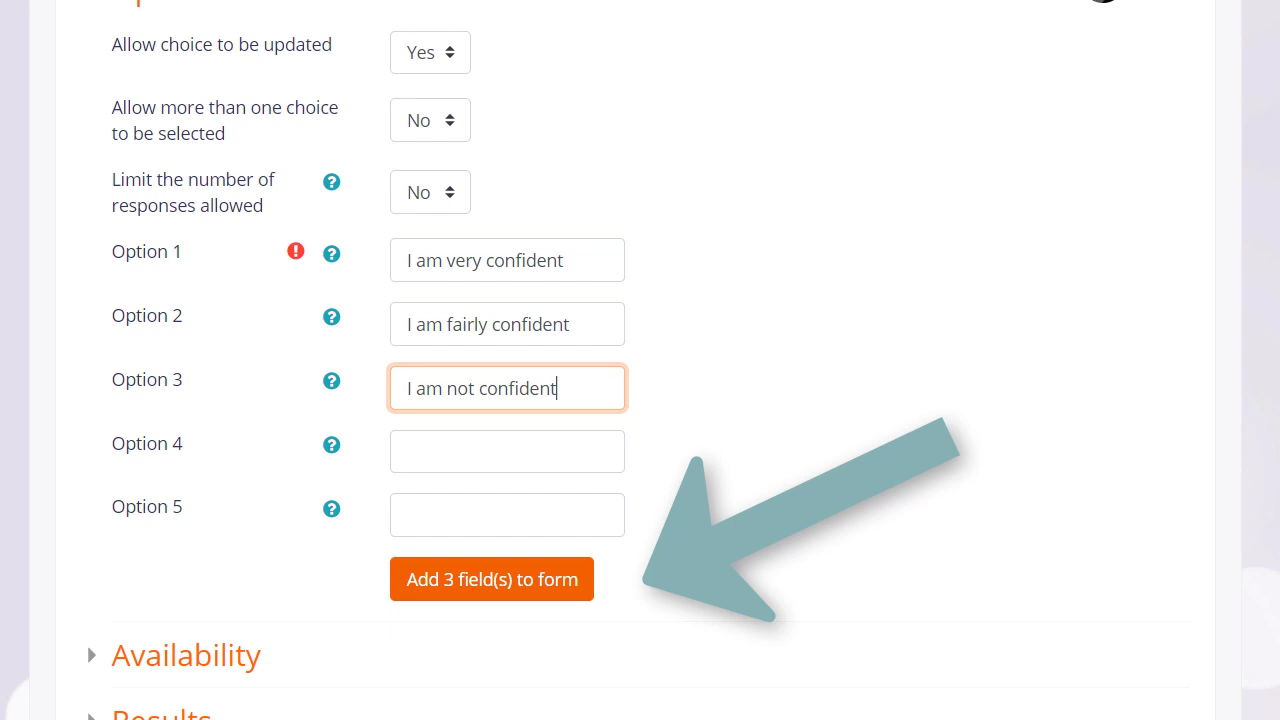 Allow choice to be updated
Yes
Allow more than one choice
to be selected
No
Limit the number of
responses allowed
No
Option 1
I am very confident
Option 2
I am fairly confident
Option 3
I am not confident
Option 4
Option 5
Add 3 field(s) to form
Availability
Results